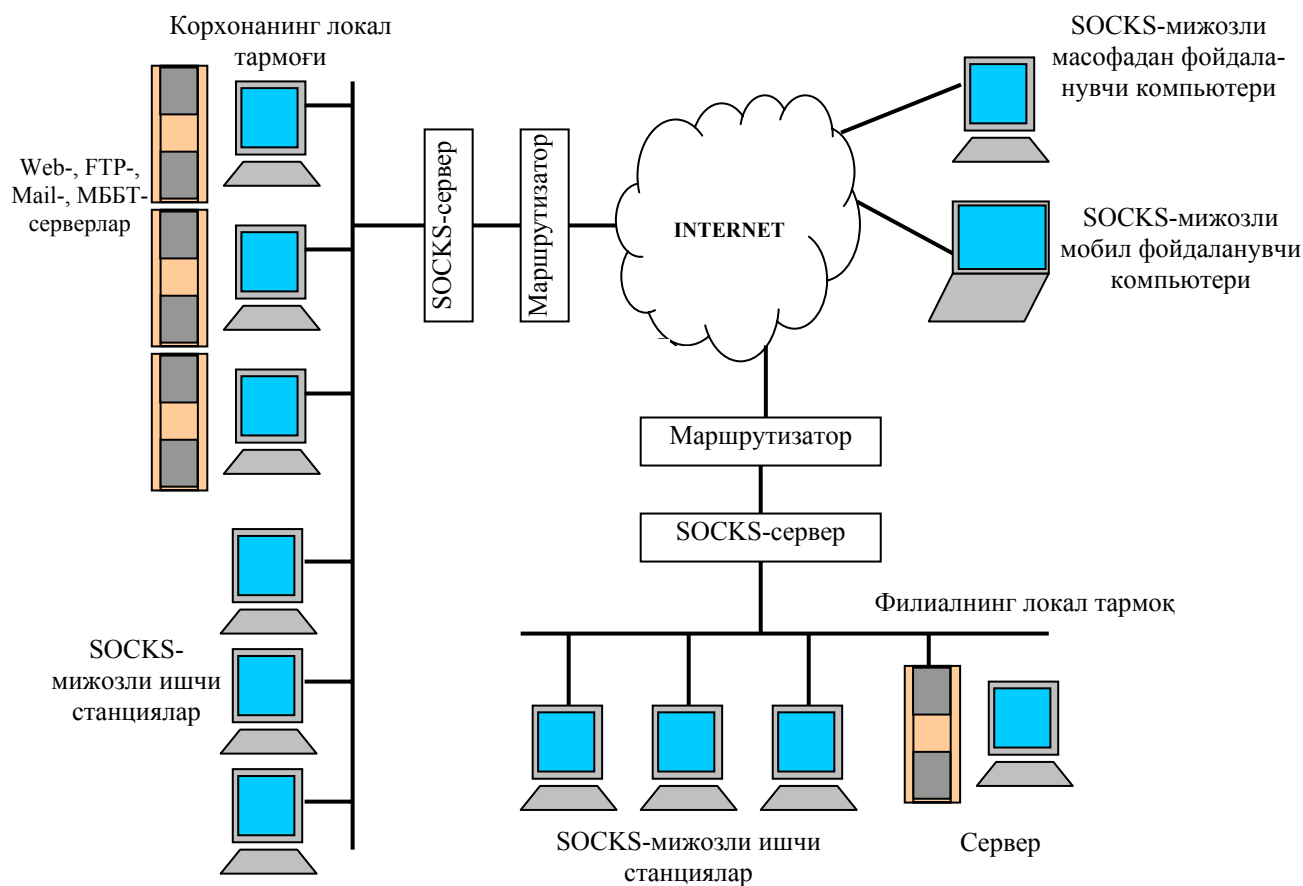 Корхонанинг локал
тармоғи
SOCKS-мижозли
масофадан фойдала-
нувчи компьютери
Web-, FTP-,
Mail-, МББТ-
серверлар
SOCKS-сервер
Маршрутизатор
INTERNET
SOCKS-мижозли
мобил фойдаланувчи
компьютери
Маршрутизатор
SOCKS-сервер
Филиалнинг локал тармоқ
SOCKS-
мижозли ишчи
станциялар
SOCKS-мижозли ишчи
станциялар
Сервер